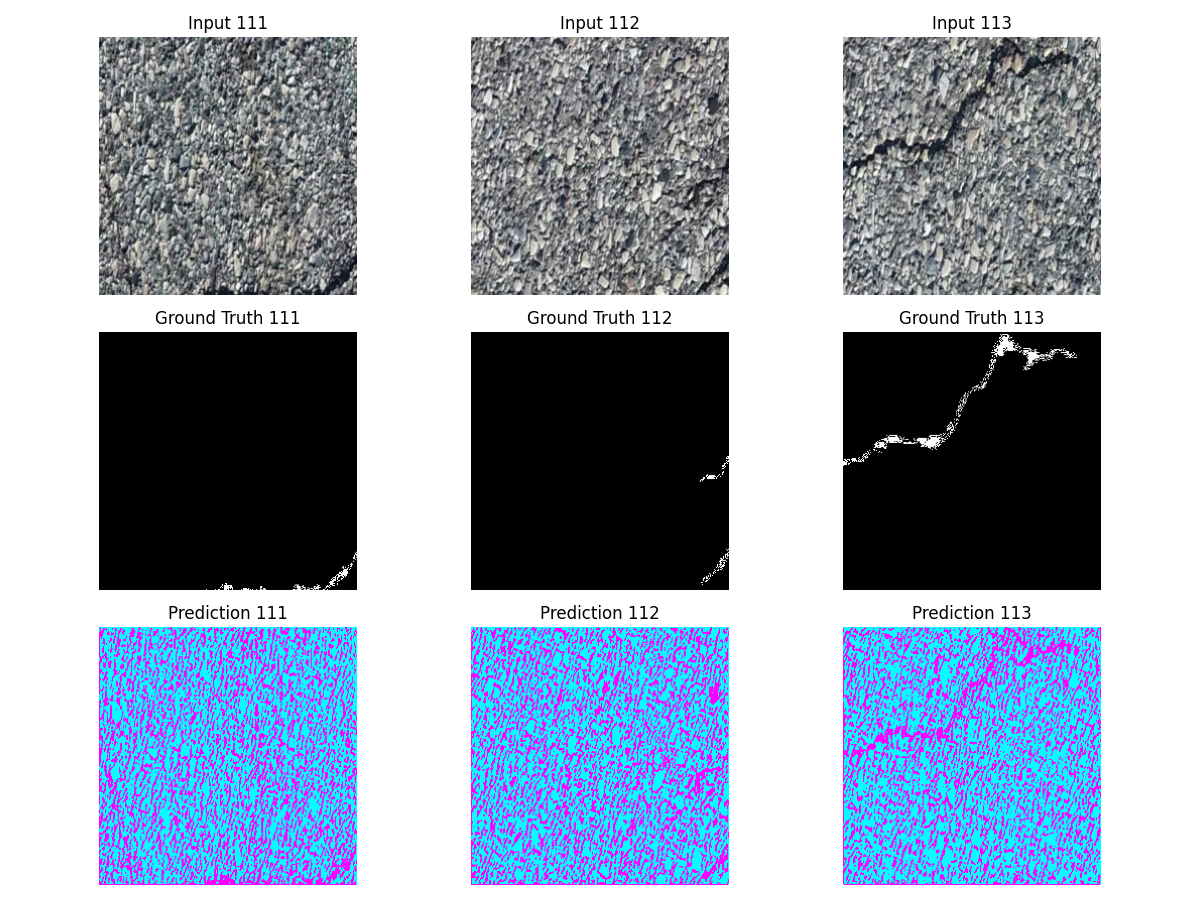 Input 111
Input 112
Input 113
Ground Truth 111
Ground Truth 112
Ground Truth 113
Prediction 111
Prediction 112
Prediction 113